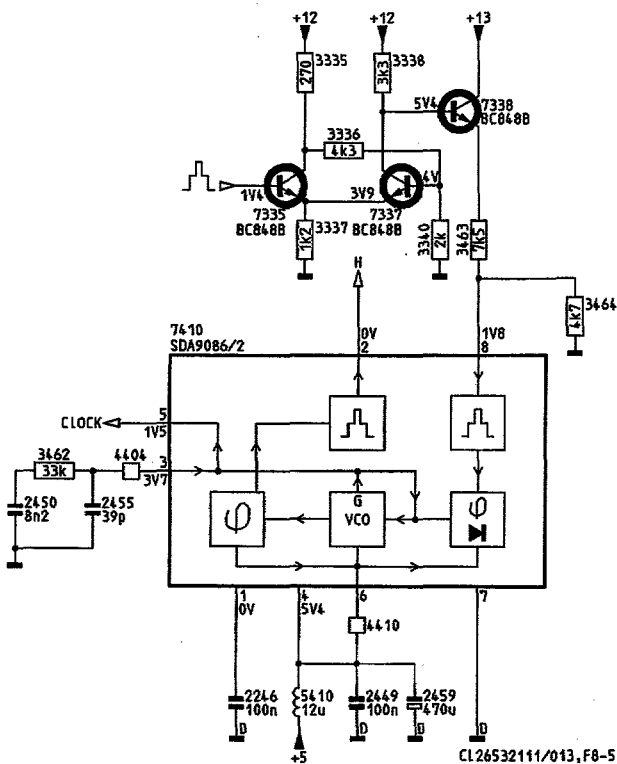 +12 +12 +13
270 3335
3k3 3338
5V4 7338
BC848B
3336
4k3
1V4
4V
3V9
7335
BC848B
1k2 3337
7337
BC848B
3340 2k
3463 7k5
H
4k7 3464
7410
SDA9086/2
0V
2
1V8
8
CLOCK
5
1V5
3462
33k
4404
3
3V7
2450
8n2
2455
39p
φ
G
VCO
φ
1
0V
4
5V4
6
7
4410
2246
100n
5410
12u
2449
100n
2459
470u
D D D D
+5
CL26532111/013,F8-5